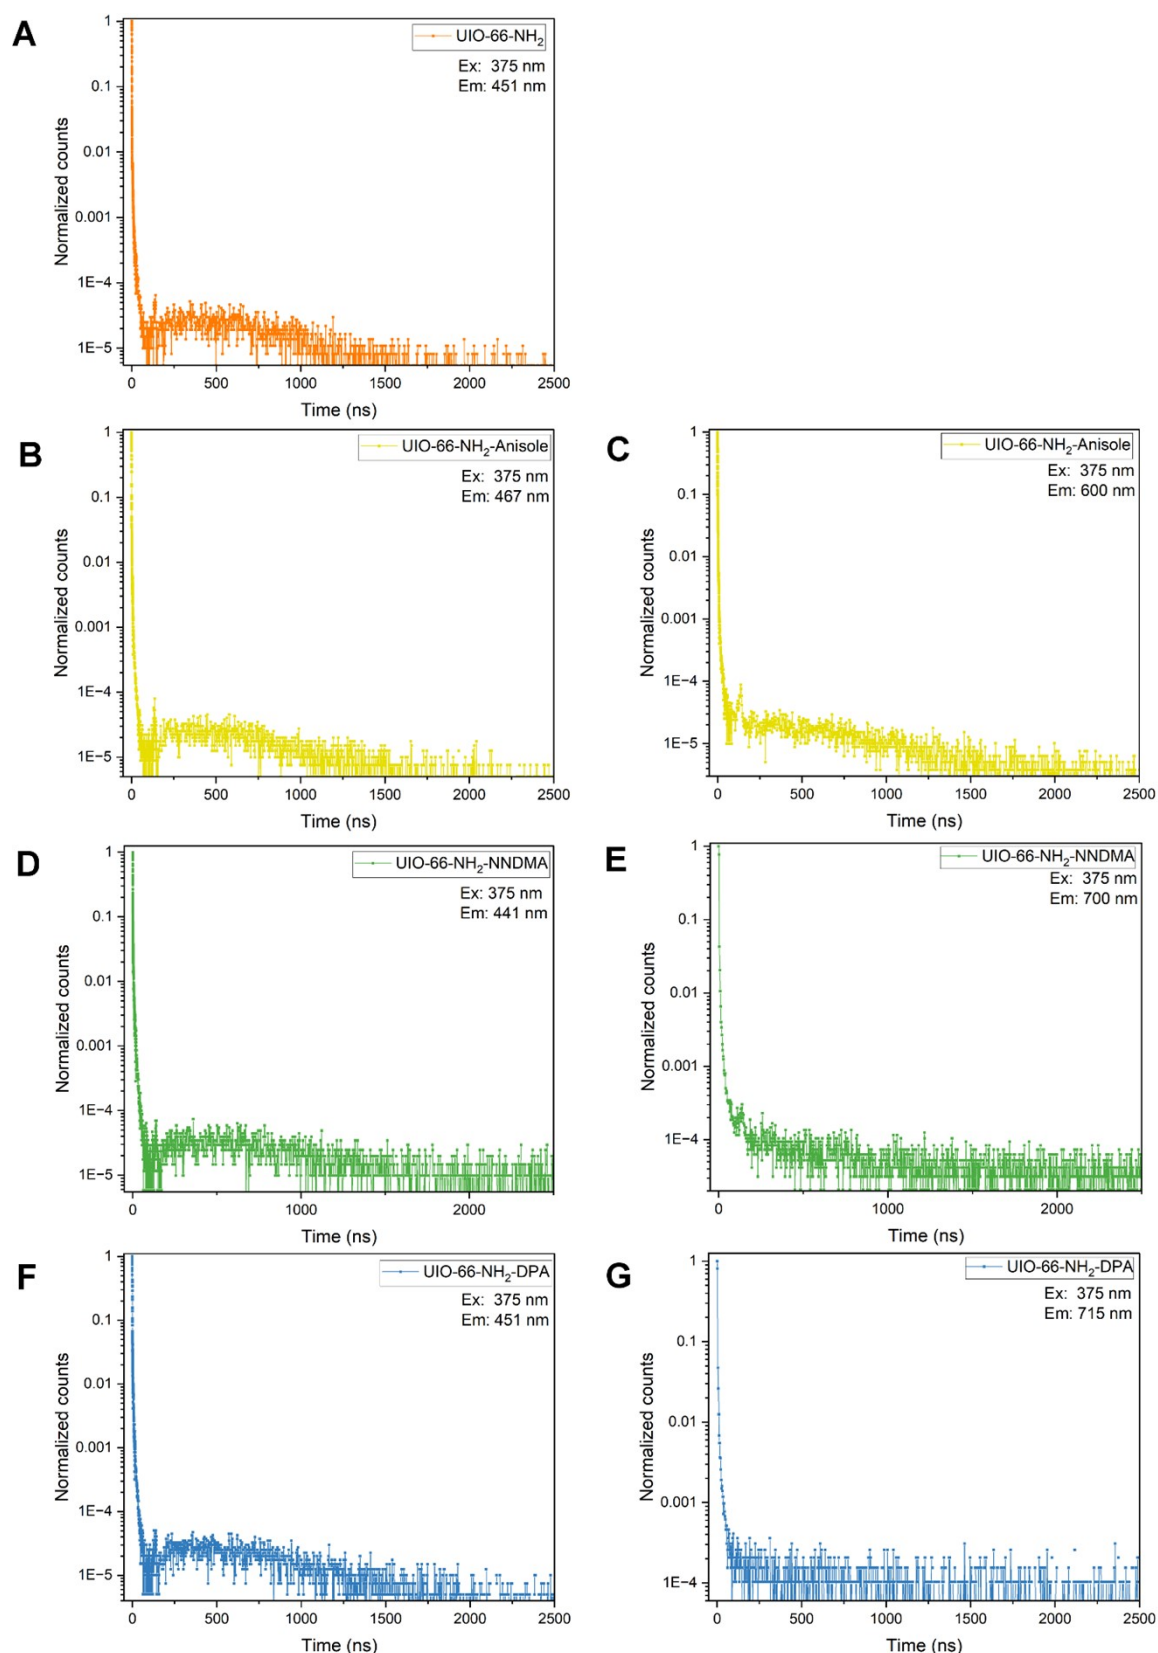 A
UIO-66-NH₂
Ex: 375 nm
Em: 451 nm
Normalized counts
1
0.1
0.01
0.001
1E−4
1E−5
0 500 1000 1500 2000 2500
Time (ns)
B
UIO-66-NH₂-Anisole
Ex: 375 nm
Em: 467 nm
Normalized counts
1
0.1
0.01
0.001
1E−4
1E−5
0 500 1000 1500 2000 2500
Time (ns)
C
UIO-66-NH₂-Anisole
Ex: 375 nm
Em: 600 nm
Normalized counts
1
0.1
0.01
0.001
1E−4
1E−5
0 500 1000 1500 2000 2500
Time (ns)
D
UIO-66-NH₂-NNDMA
Ex: 375 nm
Em: 441 nm
Normalized counts
1
0.1
0.01
0.001
1E−4
1E−5
0 1000 2000
Time (ns)
E
UIO-66-NH₂-NNDMA
Ex: 375 nm
Em: 700 nm
Normalized counts
1
0.1
0.01
0.001
1E−4
0 1000 2000
Time (ns)
F
UIO-66-NH₂-DPA
Ex: 375 nm
Em: 451 nm
Normalized counts
1
0.1
0.01
0.001
1E−4
1E−5
0 500 1000 1500 2000 2500
Time (ns)
G
UIO-66-NH₂-DPA
Ex: 375 nm
Em: 715 nm
Normalized counts
1
0.1
0.01
0.001
1E−4
0 500 1000 1500 2000 2500
Time (ns)